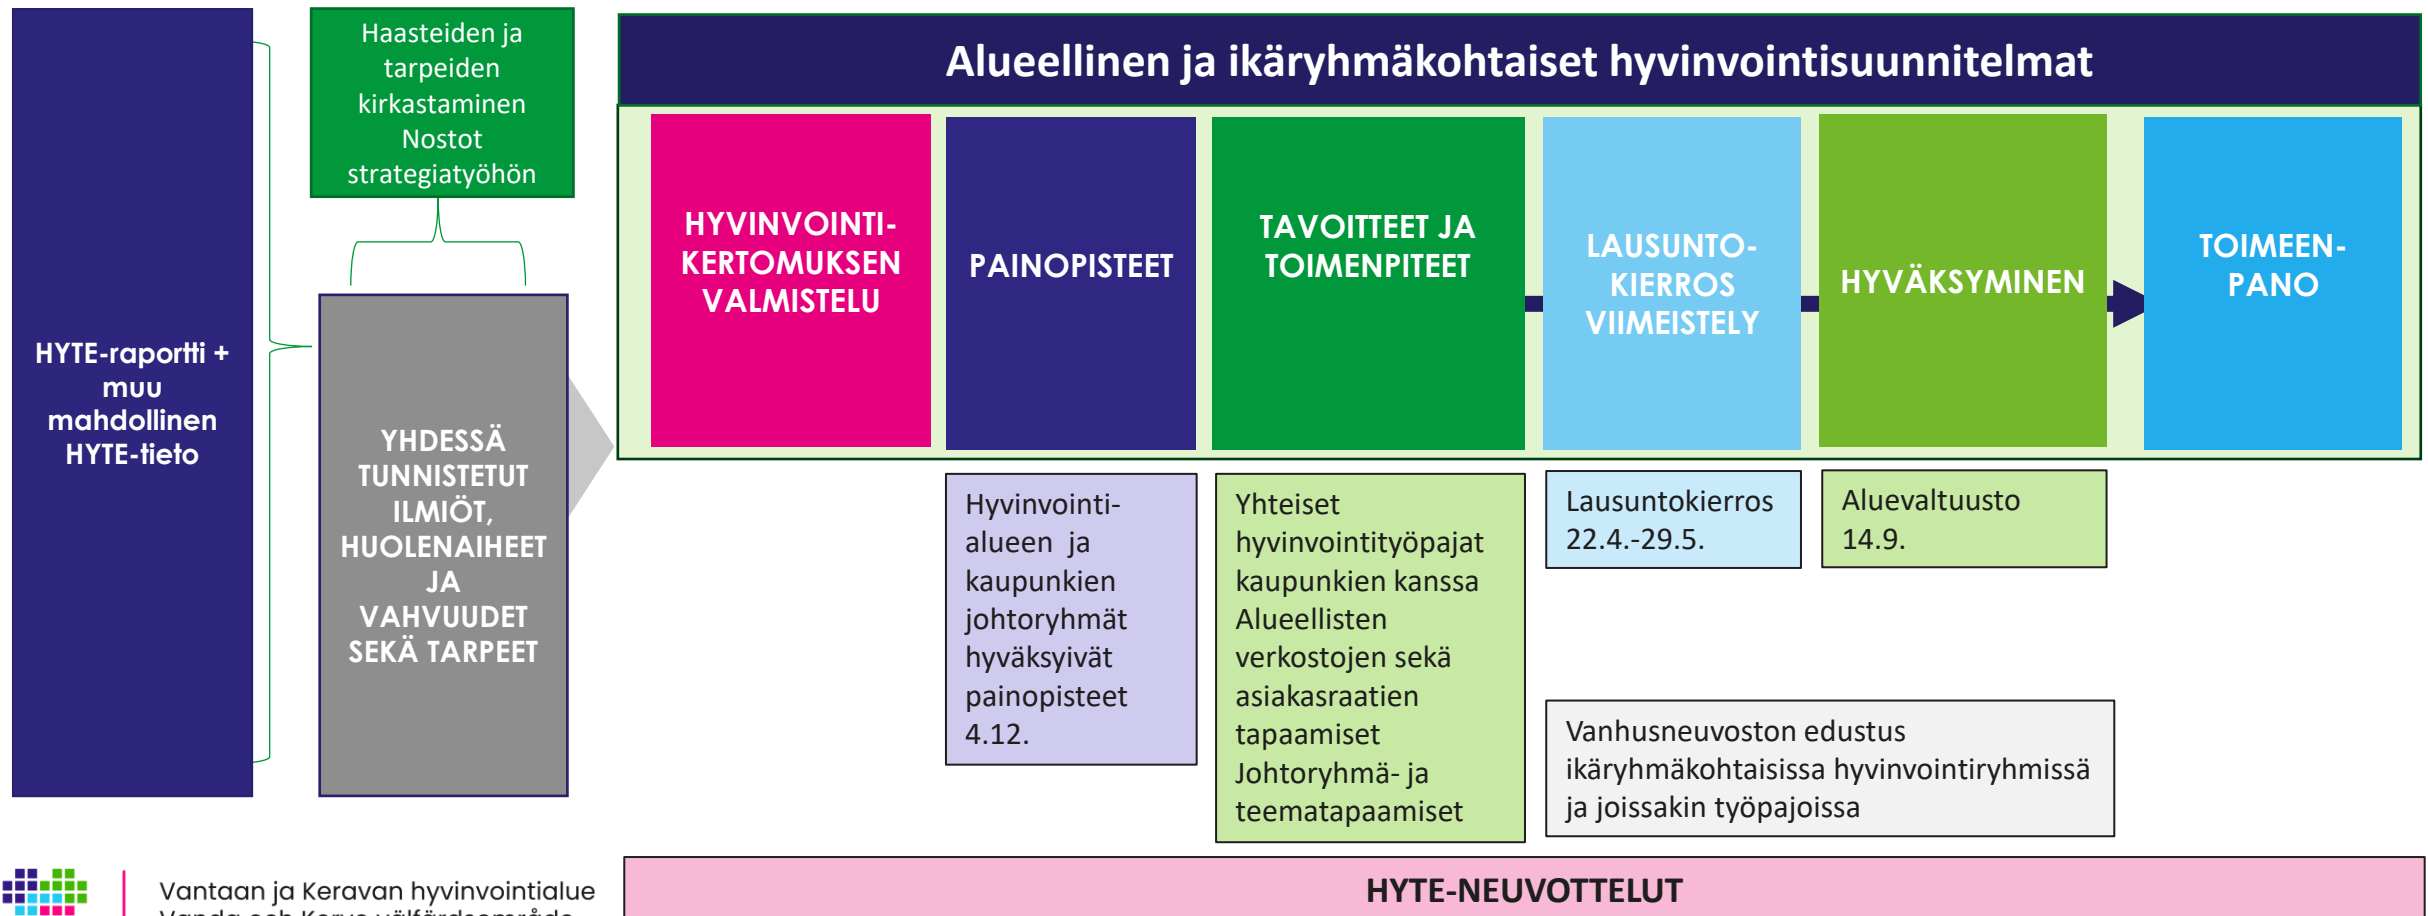 HYTE-raportti +
muu
mahdollinen
HYTE-tieto
Haasteiden ja
tarpeiden
kirkastaminen
Nostot
strategiatyöhön
YHDESSÄ
TUNNISTETUT
ILMIÖT,
HUOLENAIHEET
JA
VAHVUUDET
SEKÄ TARPEET
Alueellinen ja ikäryhmäkohtaiset hyvinvointisuunnitelmat
HYVINVOINTI-
KERTOMUKSEN
VALMISTELU
PAINOPISTEET
TAVOITTEET JA
TOIMENPITEET
LAUSUNTO-
KIERROS
VIIMEISTELY
HYVÄKSYMINEN
TOIMEEN-
PANO
Hyvinvointi-
alueen ja
kaupunkien
johtoryhmät
hyväksyivät
painopisteet
4.12.
Yhteiset
hyvinvointityöpajat
kaupunkien kanssa
Alueellisten
verkostojen sekä
asiakasraatien
tapaamiset
Johtoryhmä- ja
teematapaamiset
Lausuntokierros
22.4.-29.5.
Aluevaltuusto
14.9.
Vanhusneuvoston edustus
ikäryhmäkohtaisissa hyvinvointiryhmissä
ja joissakin työpajoissa
Vantaan ja Keravan hyvinvointialue
Vanda och Kervo välfärdsområde
HYTE-NEUVOTTELUT